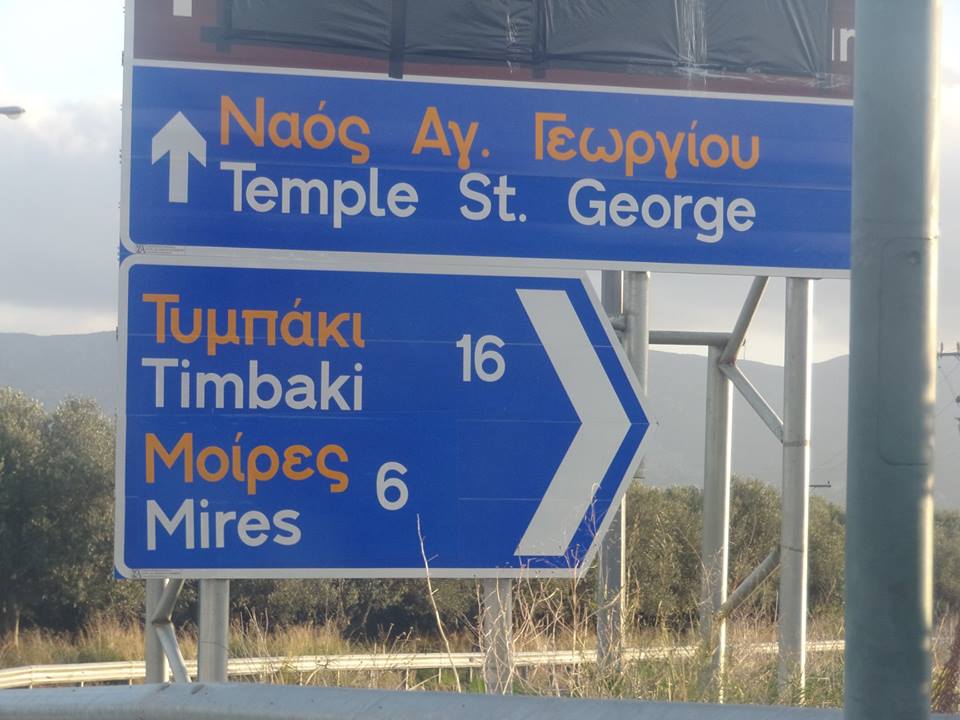 Ναός Αγ. Γεωργίου
Temple St. George
Τυμπάκι
Timbaki 16
Μοίρες
Mires 6